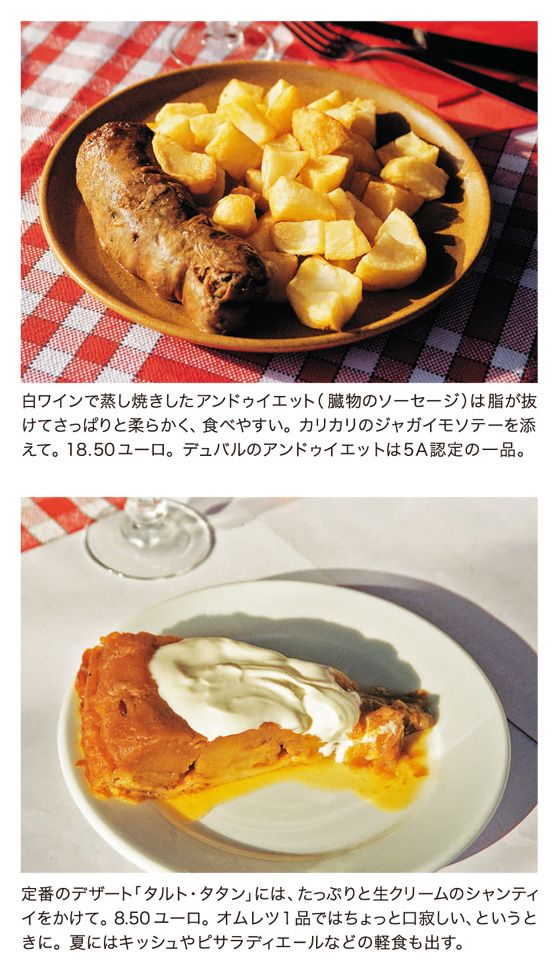 白ワインで蒸し焼きしたアンドゥイエット（臓物のソーセージ）は脂が抜
けてさっぱりと柔らかく、食べやすい。カリカリのジャガイモソテーを添
えて。18.50ユーロ。デュバルのアンドゥイエットは5A認定の一品。
定番のデザート「タルト・タタン」には、たっぷりと生クリームのシャンティ
イをかけて。8.50ユーロ。オムレツ1品ではちょっと口寂しい、というと
きに。夏にはキッシュやピサラディエールなどの軽食も出す。